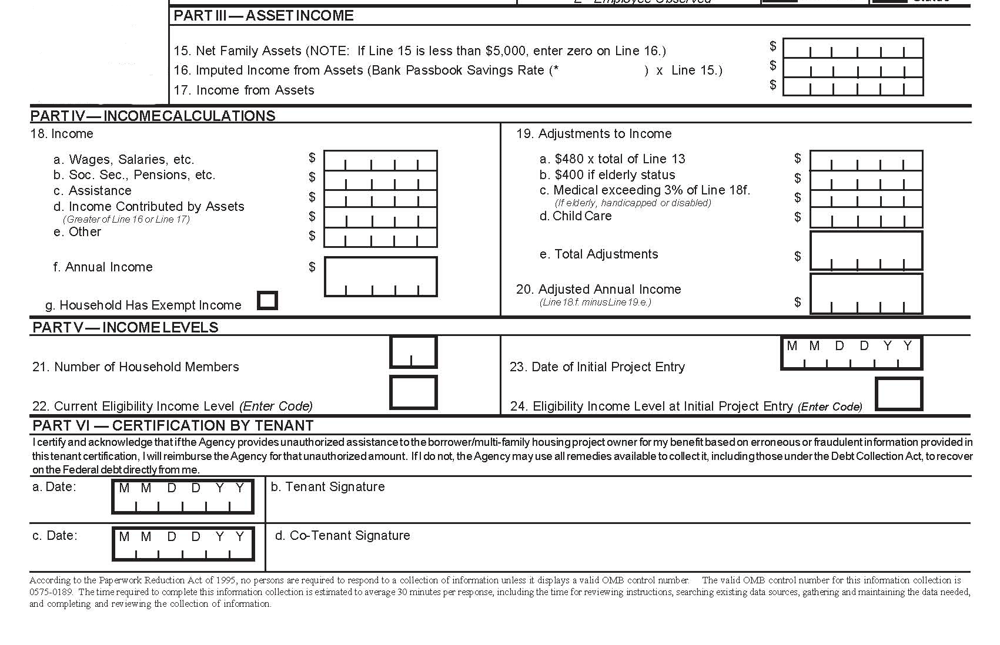 E - Employee Observed
Status
PART III — ASSET INCOME
15. Net Family Assets (NOTE: If Line 15 is less than $5,000, enter zero on Line 16.) $
16. Imputed Income from Assets (Bank Passbook Savings Rate (* ) x Line 15.) $
17. Income from Assets $
PART IV — INCOME CALCULATIONS
18. Income
a. Wages, Salaries, etc. $
b. Soc. Sec., Pensions, etc. $
c. Assistance $
d. Income Contributed by Assets $
(Greater of Line 16 or Line 17)
e. Other $
f. Annual Income $
g. Household Has Exempt Income
19. Adjustments to Income
a. $480 x total of Line 13 $
b. $400 if elderly status $
c. Medical exceeding 3% of Line 18f. $
(If elderly, handicapped or disabled)
d. Child Care $
e. Total Adjustments $
20. Adjusted Annual Income
(Line 18.f. minus Line 19.e.) $
PART V — INCOME LEVELS
21. Number of Household Members
22. Current Eligibility Income Level (Enter Code)
M M D D Y Y
23. Date of Initial Project Entry
24. Eligibility Income Level at Initial Project Entry (Enter Code)
PART VI — CERTIFICATION BY TENANT
I certify and acknowledge that if the Agency provides unauthorized assistance to the borrower/multi-family housing project owner for my benefit based on erroneous or fraudulent information provided in
this tenant certification, I will reimburse the Agency for that unauthorized amount. If I do not, the Agency may use all remedies available to collect it, including those under the Debt Collection Act, to recover
on the Federal debt directly from me.
a. Date: M M D D Y Y b. Tenant Signature
c. Date: M M D D Y Y d. Co-Tenant Signature
According to the Paperwork Reduction Act of 1995, no persons are required to respond to a collection of information unless it displays a valid OMB control number. The valid OMB control number for this information collection is
0575-0189. The time required to complete this information collection is estimated to average 30 minutes per response, including the time for reviewing instructions, searching existing data sources, gathering and maintaining the data needed,
and completing and reviewing the collection of information.